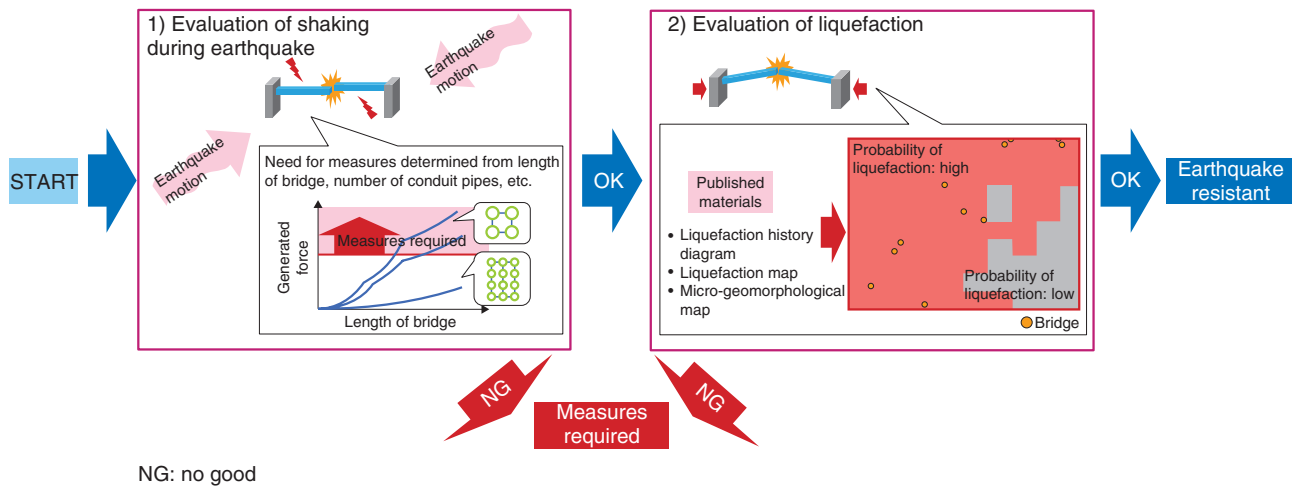 START
1) Evaluation of shaking
during earthquake
Earthquake
motion
Earthquake
motion
Need for measures determined from length
of bridge, number of conduit pipes, etc.
Generated
force
Measures required
Length of bridge
OK
2) Evaluation of liquefaction
Published
materials
• Liquefaction history
diagram
• Liquefaction map
• Micro-geomorphological
map
Probability of
liquefaction: high
Probability of
liquefaction: low
Bridge
OK
Earthquake
resistant
NG
NG
Measures
required
NG: no good